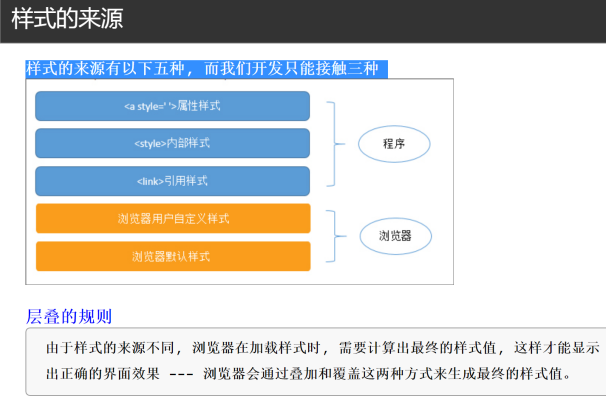 样式的来源
样式的来源有以下五种，而我们开发只能接触三种
<a style=' '>属性样式
<style>内部样式
<link>引用样式
程序
浏览器用户自定义样式
浏览器默认样式
浏览器
层叠的规则
由于样式的来源不同，浏览器在加载样式时，需要计算出最终的样式值，这样才能显示
出正确的界面效果 --- 浏览器会通过叠加和覆盖这两种方式来生成最终的样式值。